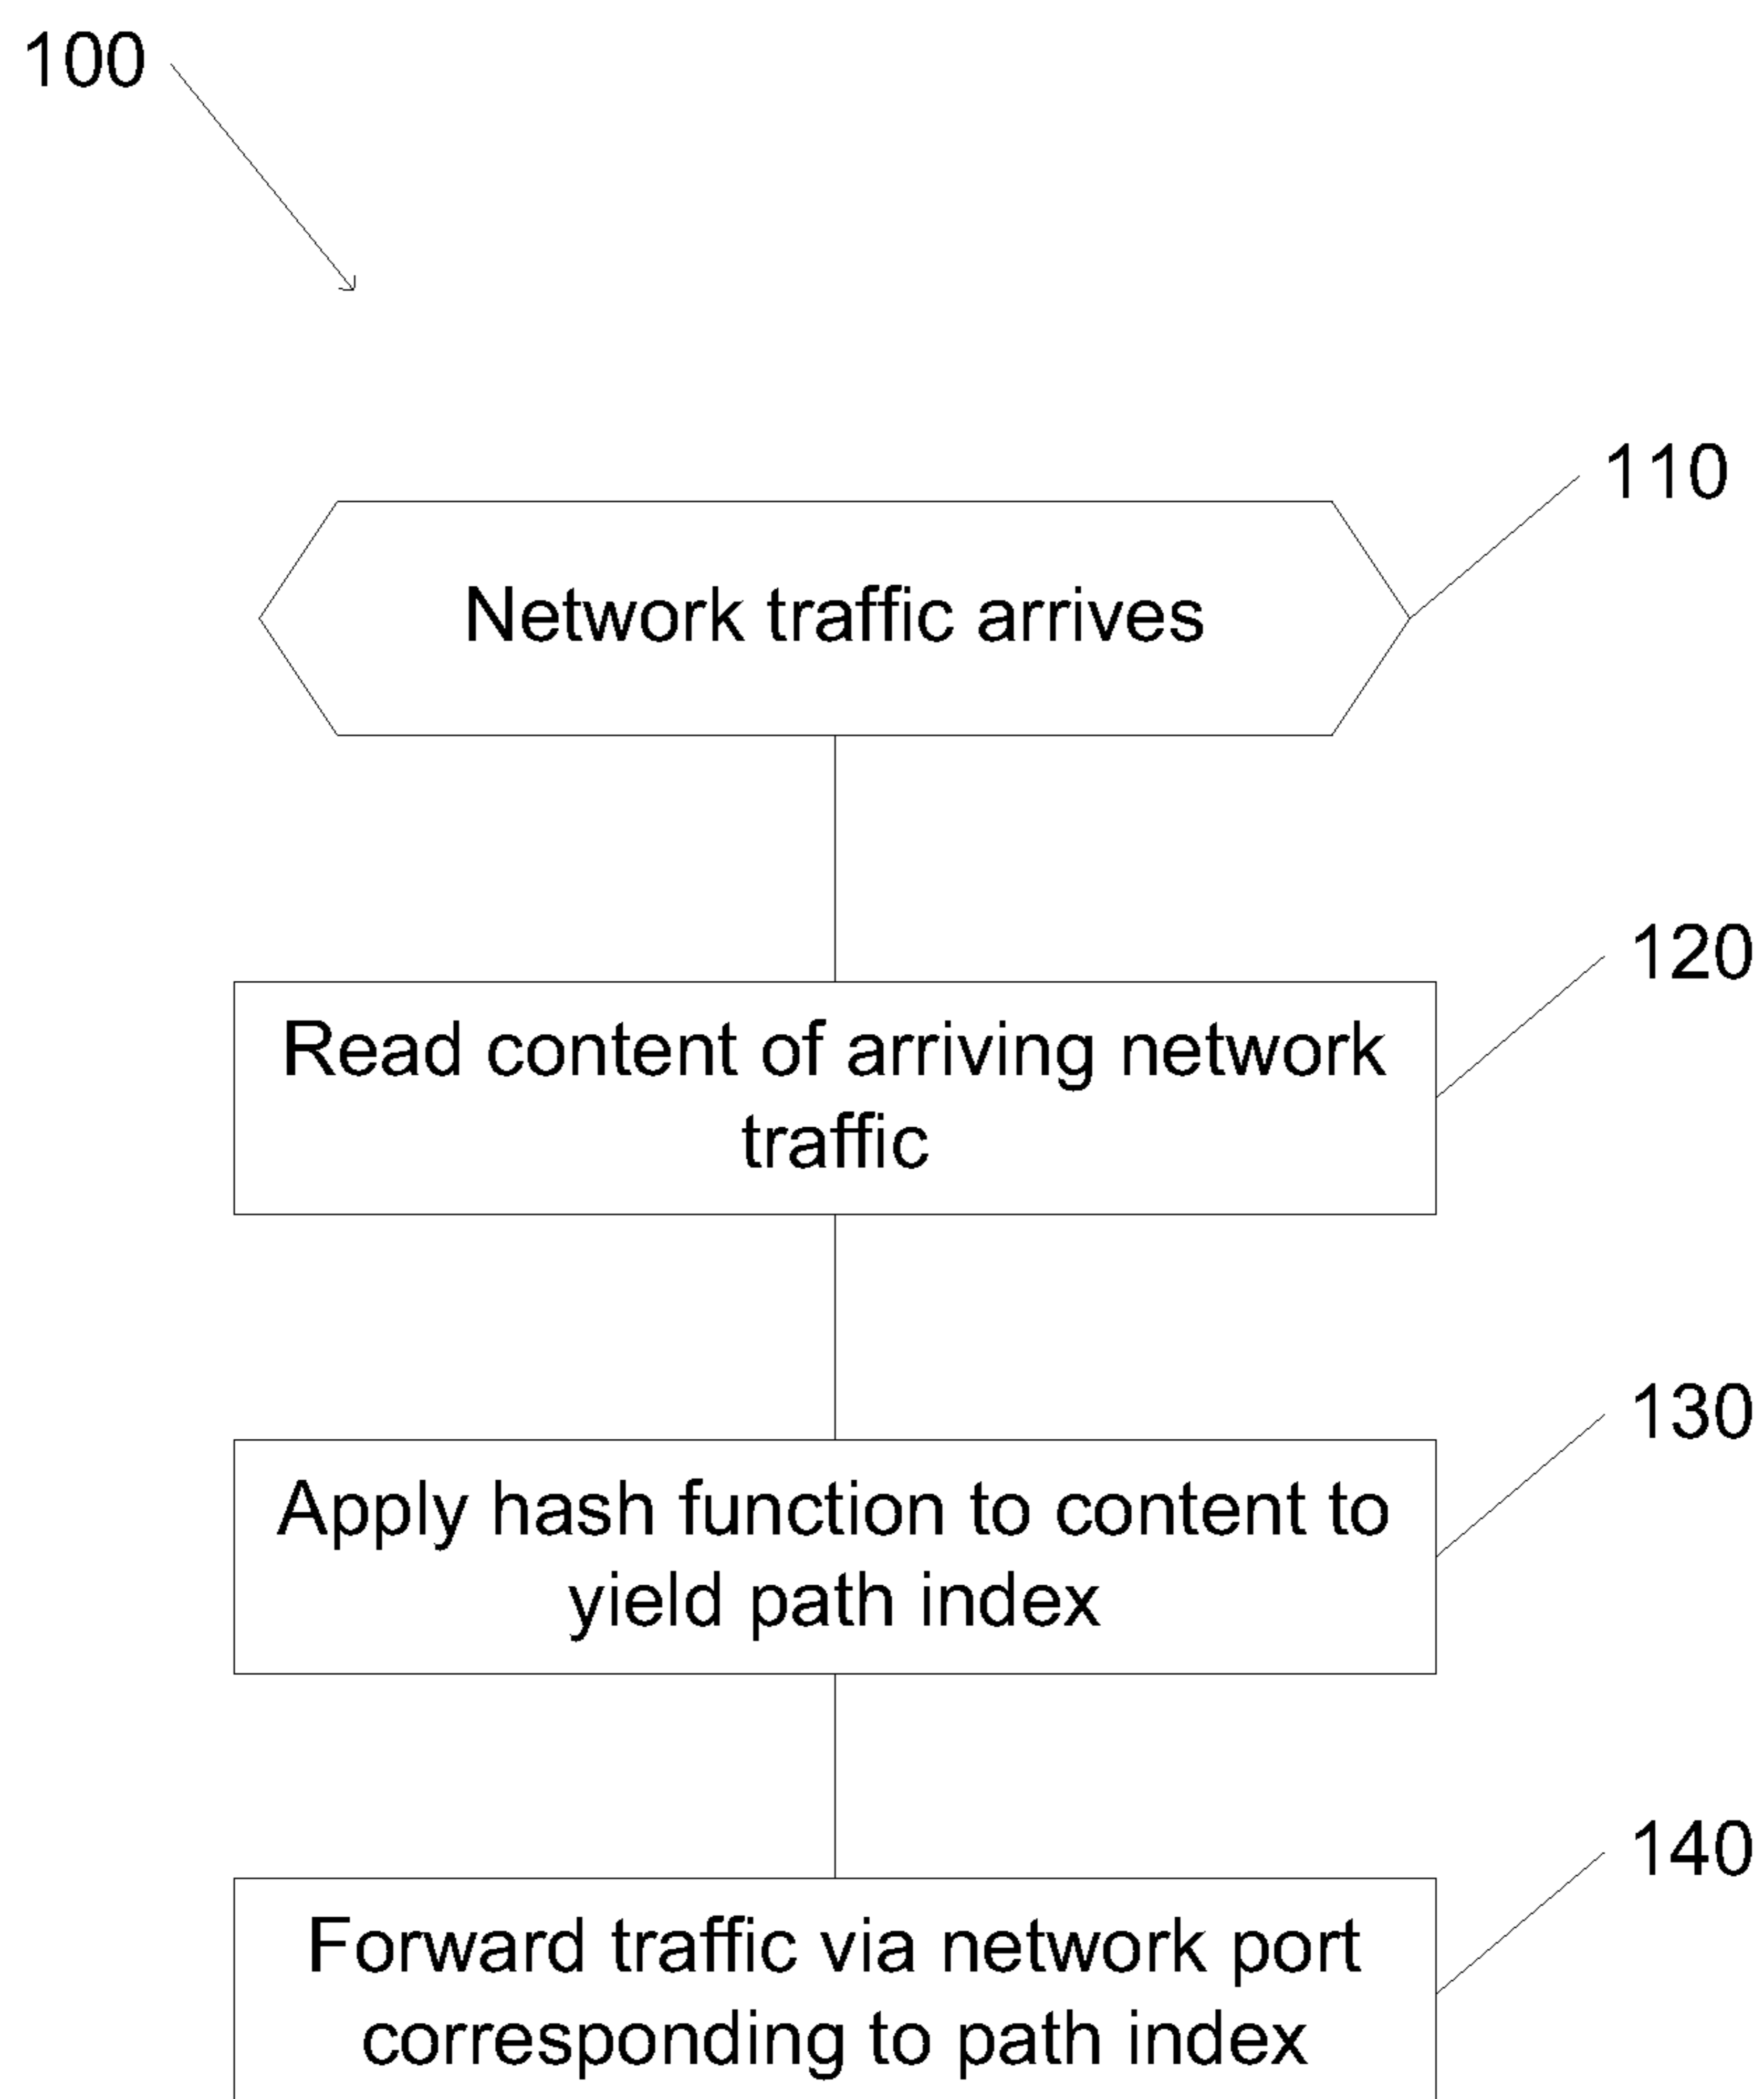 100
110
Network traffic arrives
120
Read content of arriving network
traffic
130
Apply hash function to content to
yield path index
140
Forward traffic via network port
corresponding to path index